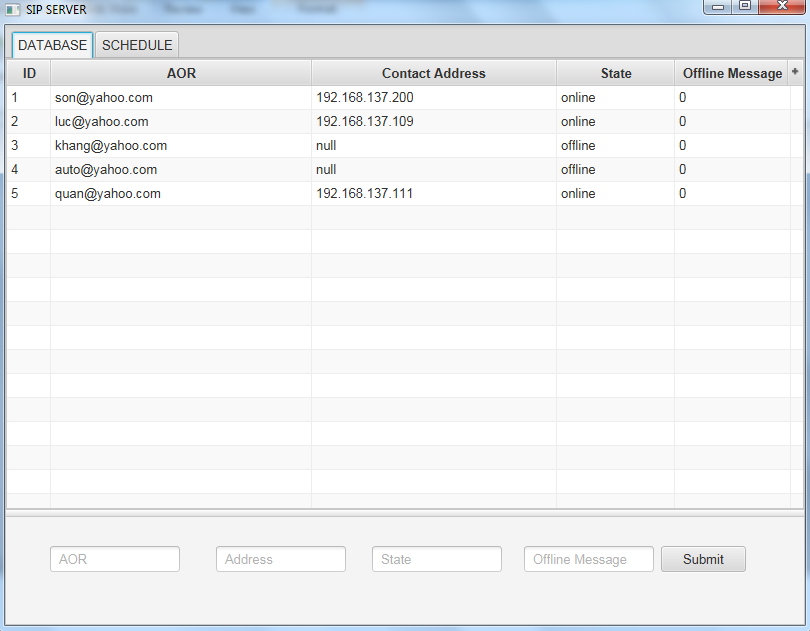 SIP SERVER
DATABASE SCHEDULE
ID AOR Contact Address State Offline Message +
1 son@yahoo.com 192.168.137.200 online 0
2 luc@yahoo.com 192.168.137.109 online 0
3 khang@yahoo.com null offline 0
4 auto@yahoo.com null offline 0
5 quan@yahoo.com 192.168.137.111 online 0
AOR Address State Offline Message Submit